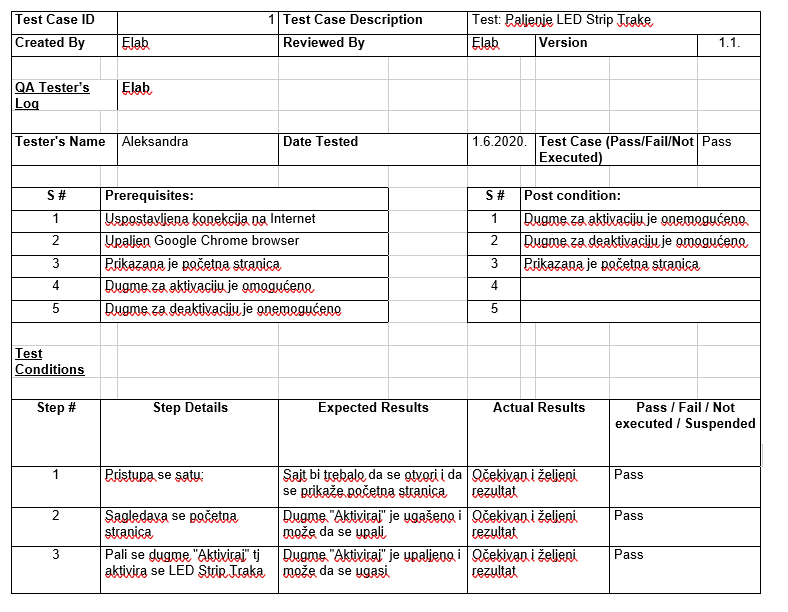 Test Case ID 1 Test Case Description Test: Paljenje LED Strip Trake
Created By Elab Reviewed By Elab Version 1.1.
QA Tester's Elab
Log
Tester's Name Aleksandra Date Tested 1.6.2020. Test Case (Pass/Fail/Not Pass
Executed)
S # Prerequisites: S # Post condition:
1 Uspostavljena konekcija na Internet 1 Dugme za aktivaciju je onemogućeno
2 Upaljen Google Chrome browser 2 Dugme za deaktivaciju je omogućeno
3 Prikazana je početna stranica 3 Prikazana je početna stranica
4 Dugme za aktivaciju je omogućeno 4
5 Dugme za deaktivaciju je onemogućeno 5
Test
Conditions
Step # Step Details Expected Results Actual Results Pass / Fail / Not
executed / Suspended
1 Pristupa se satu: Sajt bi trebalo da se otvori i da Očekivan i željeni Pass
se prikaže početna stranica rezultat
2 Sagledava se početna Dugme "Aktiviraj" je ugašeno i Očekivan i željeni Pass
stranica može da se upali rezultat
3 Pali se dugme "Aktiviraj" tj Dugme "Aktiviraj" je upaljeno i Očekivan i željeni Pass
aktivira se LED Strip Traka može da se ugasi rezultat